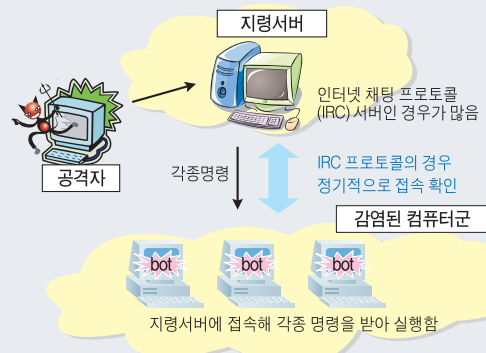 지령서버
인터넷 채팅 프로토콜
(IRC)서버인 경우가 많음
공격자
각종명령
IRC 프로토콜의 경우
정기적으로 접속 확인
감염된 컴퓨터군
bot
bot
bot
지령서버에 접속해 각종 명령을 받아 실행함